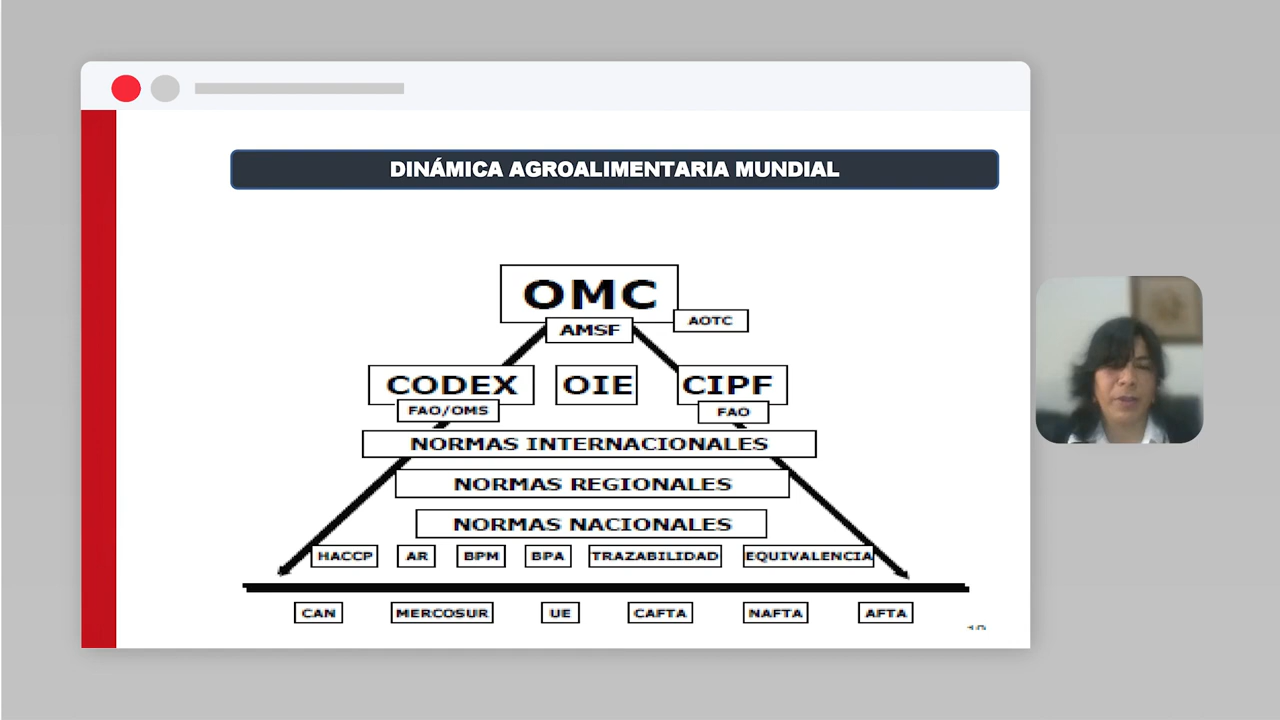 DINÁMICA AGROALIMENTARIA MUNDIAL
OMC
AOTC
AMSF
CODEX OIE CIPF
FAO/OMS FAO
NORMAS INTERNACIONALES
NORMAS REGIONALES
NORMAS NACIONALES
HACCP AR BPM BPA TRAZABILIDAD EQUIVALENCIA
CAN MERCOSUR UE CAFTA NAFTA AFTA